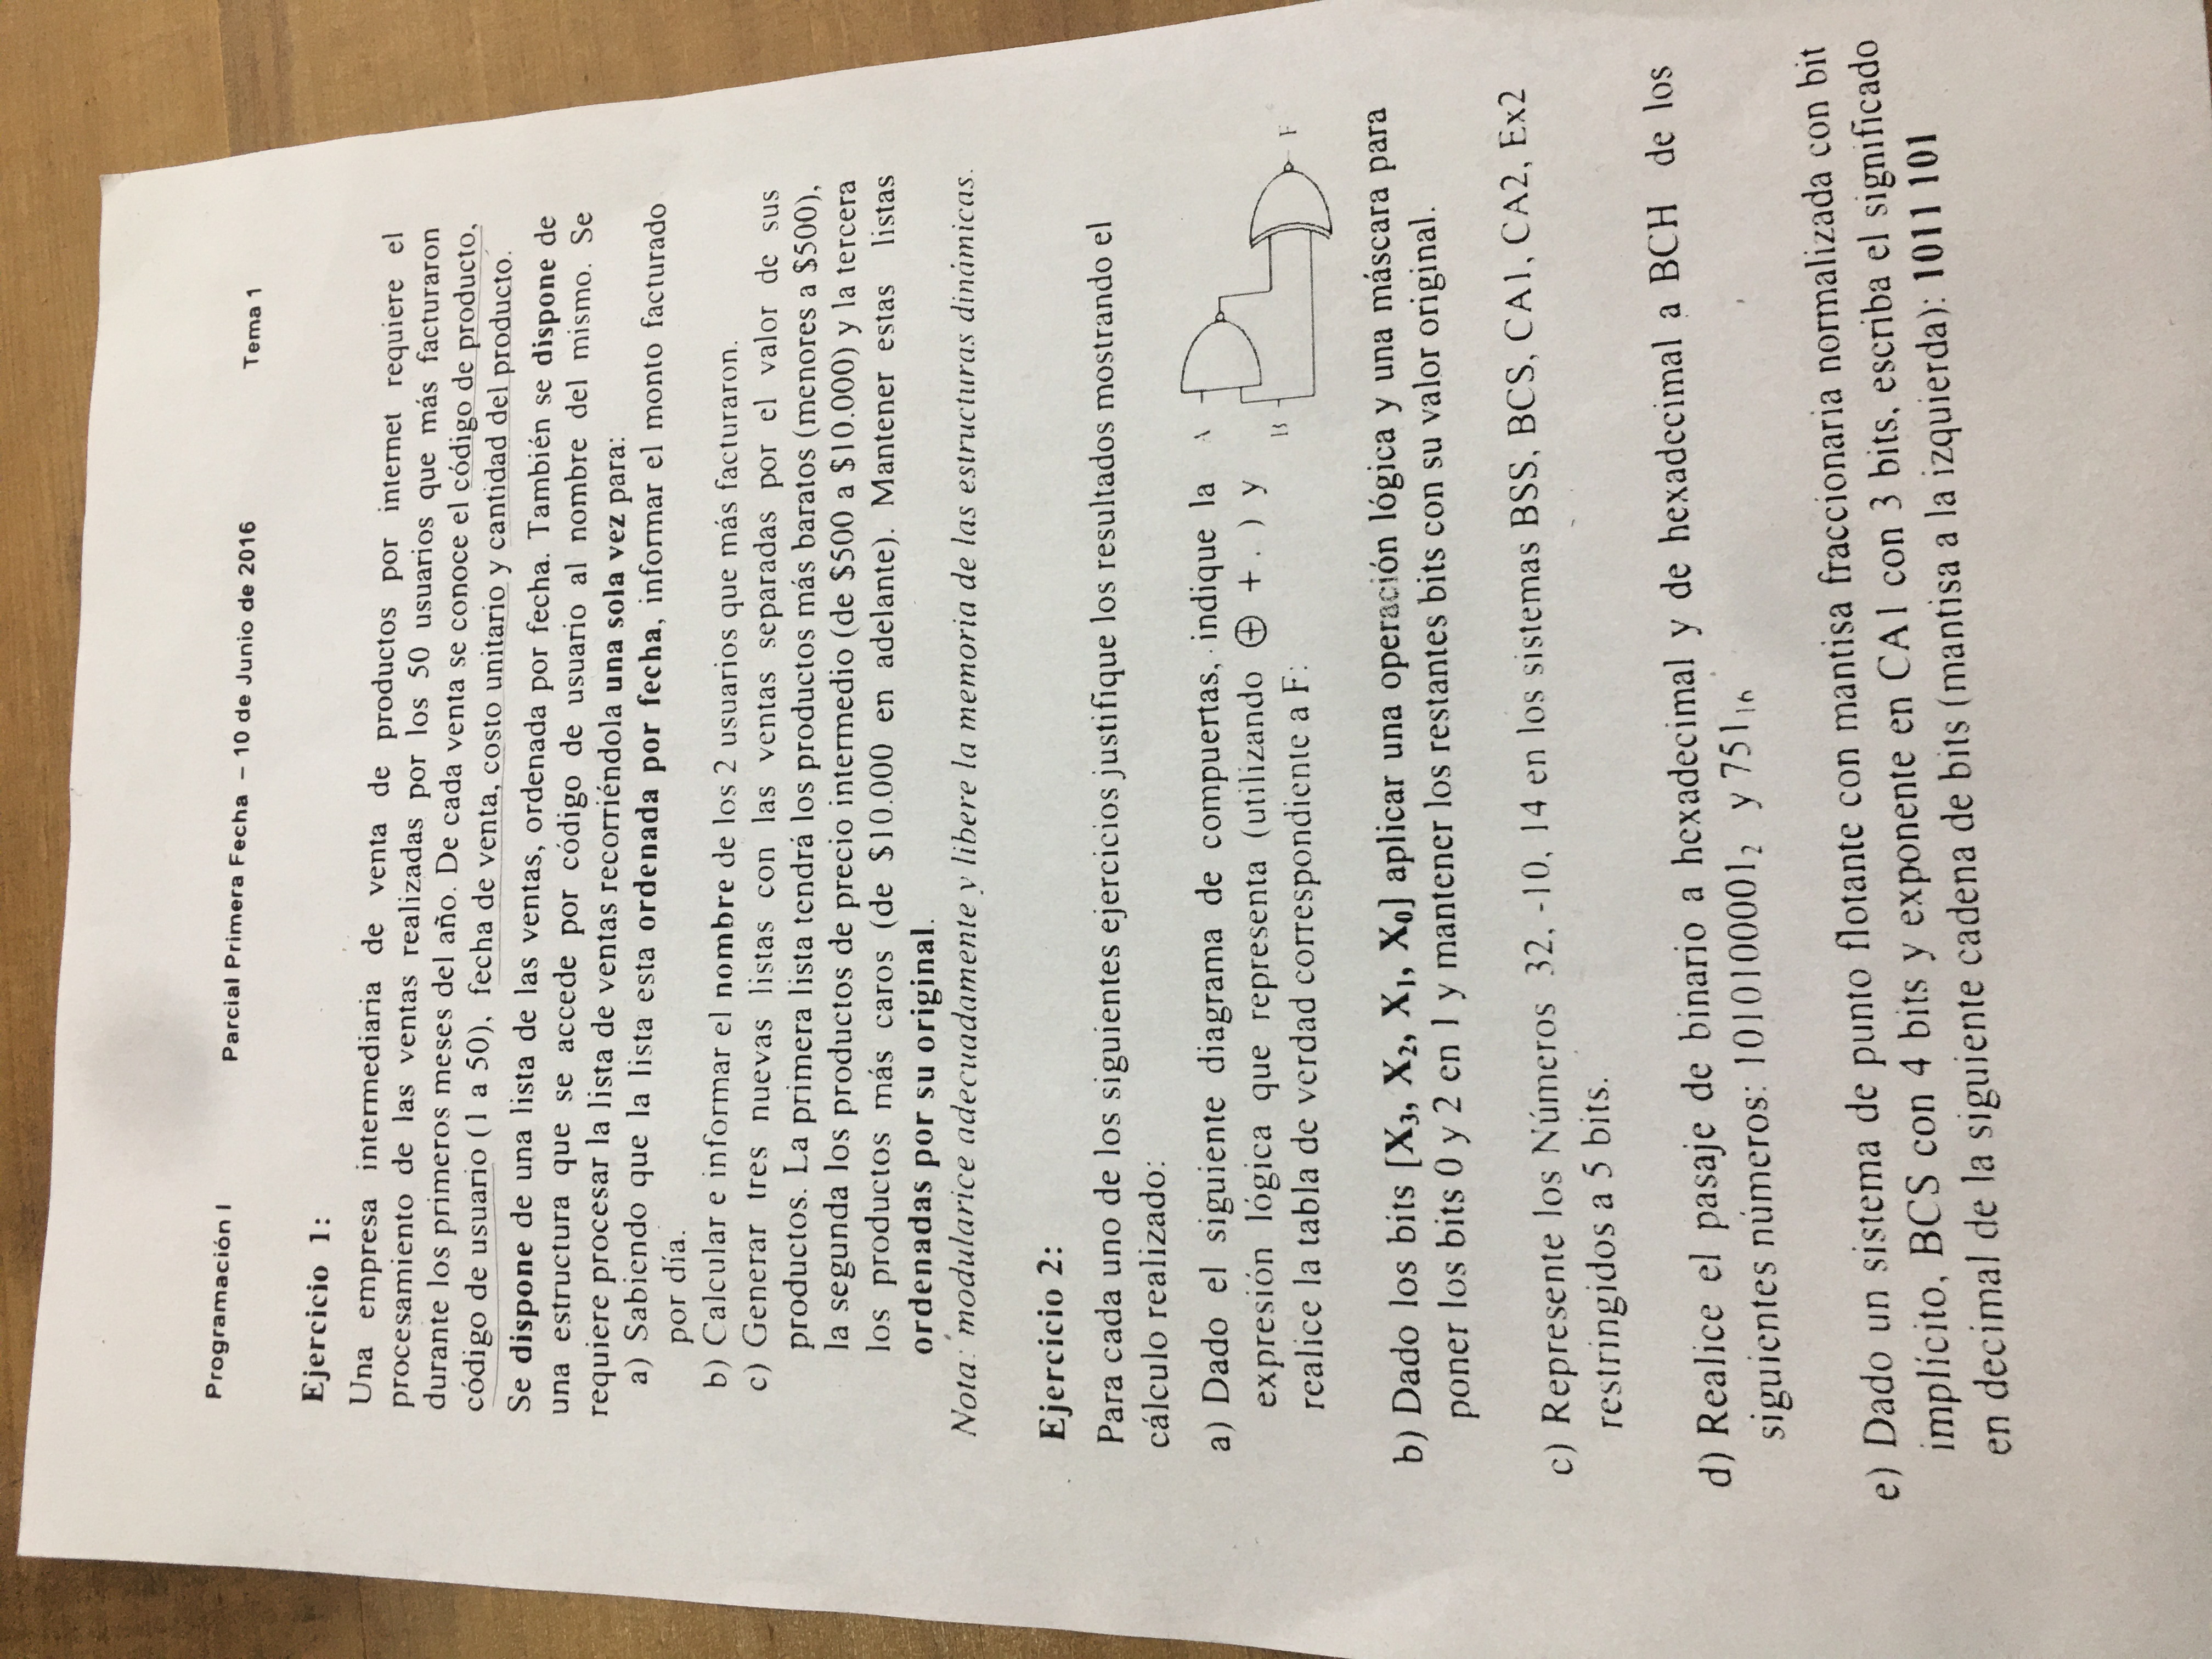 Programación I Parcial Primera Fecha – 10 de Junio de 2016 Tema 1
Ejercicio 1:
Una empresa intermediaria de venta de productos por internet requiere el
procesamiento de las ventas realizadas por los 50 usuarios que más facturaron
durante los primeros meses del año. De cada venta se conoce el código de producto,
código de usuario (1 a 50), fecha de venta, costo unitario y cantidad del producto.
Se dispone de una lista de las ventas, ordenada por fecha. También se dispone de
una estructura que se accede por código de usuario al nombre del mismo. Se
requiere procesar la lista de ventas recorriéndola una sola vez para:
a) Sabiendo que la lista esta ordenada por fecha, informar el monto facturado
por día.
b) Calcular e informar el nombre de los 2 usuarios que más facturaron.
c) Generar tres nuevas listas con las ventas separadas por el valor de sus
productos. La primera lista tendrá los productos más baratos (menores a $500),
la segunda los productos de precio intermedio (de $500 a $10.000) y la tercera
los productos más caros (de $10.000 en adelante). Mantener estas listas
ordenadas por su original.
Nota: modularice adecuadamente y libere la memoria de las estructuras dinámicas.
Ejercicio 2:
Para cada uno de los siguientes ejercicios justifique los resultados mostrando el
cálculo realizado:
a) Dado el siguiente diagrama de compuertas, indique la
expresión lógica que representa (utilizando ⊕ + . ) y
realice la tabla de verdad correspondiente a F:
A
B
F
b) Dado los bits [X₃, X₂, X₁, X₀] aplicar una operación lógica y una máscara para
poner los bits 0 y 2 en 1 y mantener los restantes bits con su valor original.
c) Represente los Números 32, -10, 14 en los sistemas BSS, BCS, CA1, CA2, Ex2
restringidos a 5 bits.
d) Realice el pasaje de binario a hexadecimal y de hexadecimal a BCH de los
siguientes números: 1010100001₂ y 751₁₆
e) Dado un sistema de punto flotante con mantisa fraccionaria normalizada con bit
implícito, BCS con 4 bits y exponente en CA1 con 3 bits, escriba el significado
en decimal de la siguiente cadena de bits (mantisa a la izquierda): 1011 101